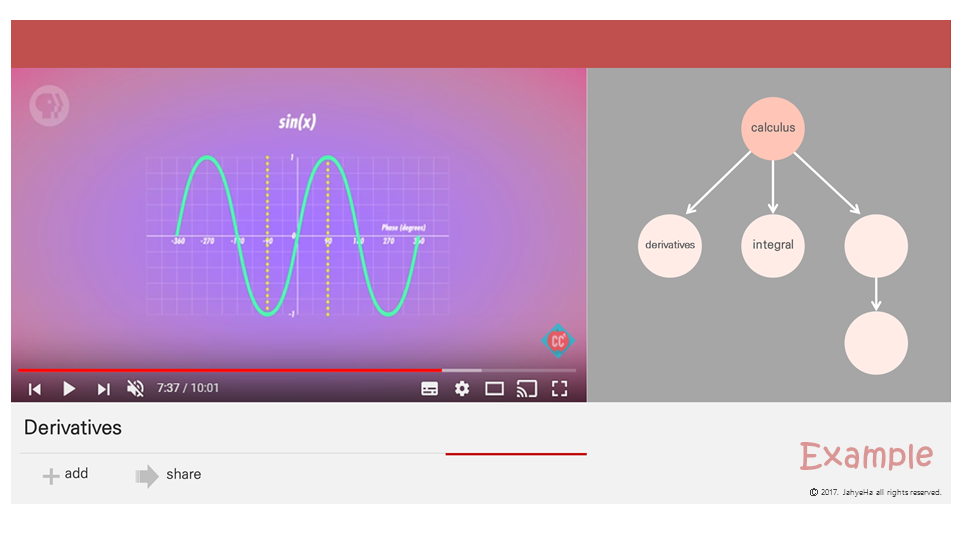 sin(x)
1
Phase (degrees)
-360 -270 -180 -90 0 90 180 270 360
-1
CC
7:37 / 10:01
calculus
derivatives integral
Derivatives
add share
Example
© 2017. JahyeHa all rights reserved.